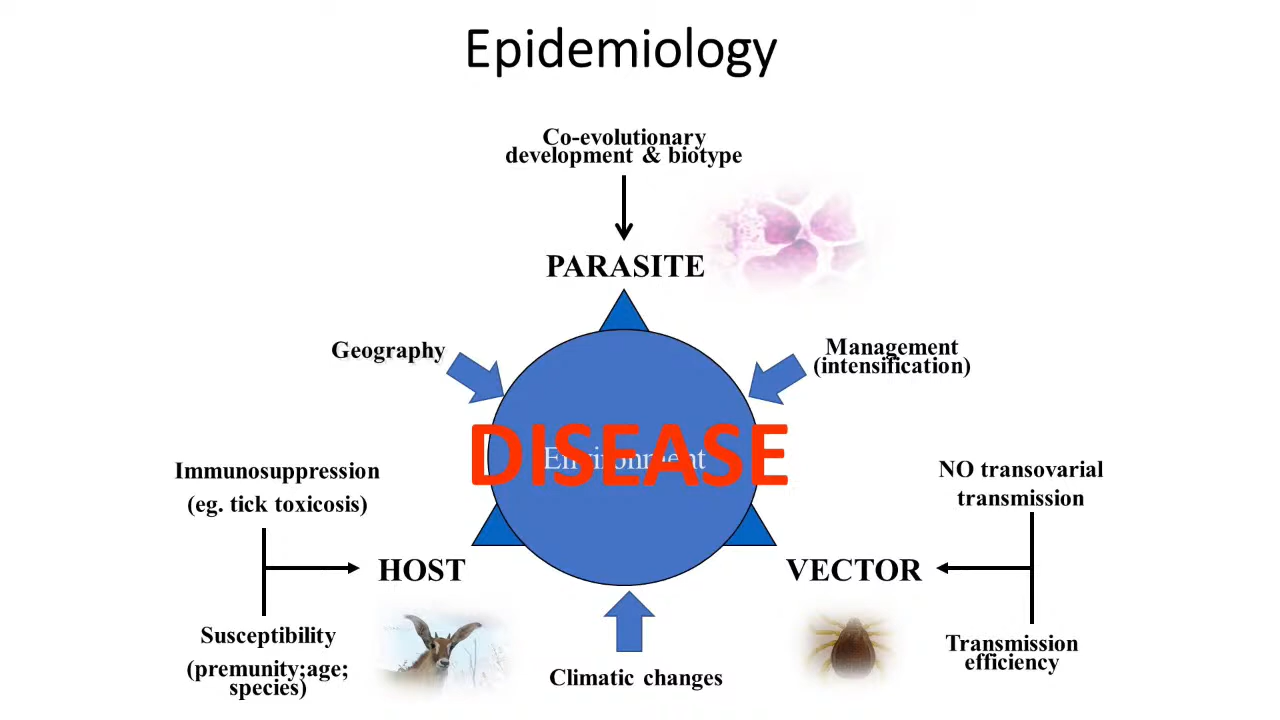 Epidemiology
Co-evolutionary
development & biotype
PARASITE
Geography
Management
(intensification)
Environment
DISEASE
Immunosuppression
(eg. tick toxicosis)
NO transovarial
transmission
HOST
VECTOR
Susceptibility
(premunity;age;
species)
Climatic changes
Transmission
efficiency